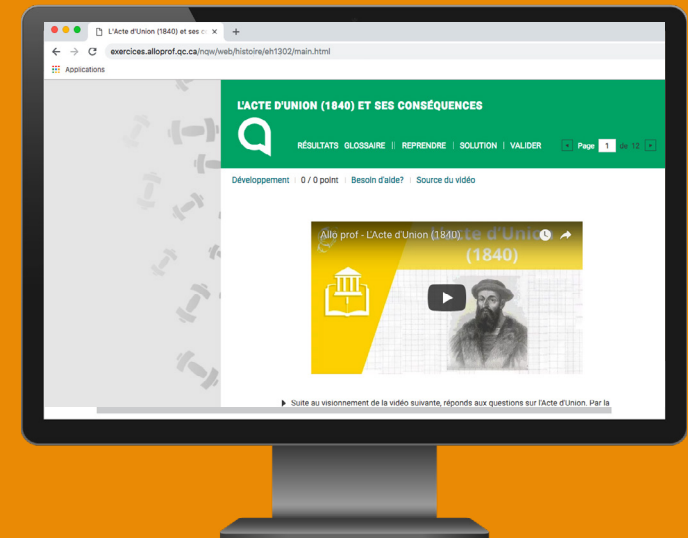 L'Acte d'Union (1840) et ses c
exercices.alloprof.qc.ca/nqw/web/histoire/eh1302/main.html
Applications
L'ACTE D'UNION (1840) ET SES CONSÉQUENCES
RÉSULTATS GLOSSAIRE || REPRENDRE | SOLUTION | VALIDER Page 1 de 12
Développement | 0 / 0 point | Besoin d'aide? | Source du vidéo
Allô prof - L'Acte d'Union (1840)
cte d'Union
(1840)
Suite au visionnement de la vidéo suivante, réponds aux questions sur l'Acte d'Union. Par la